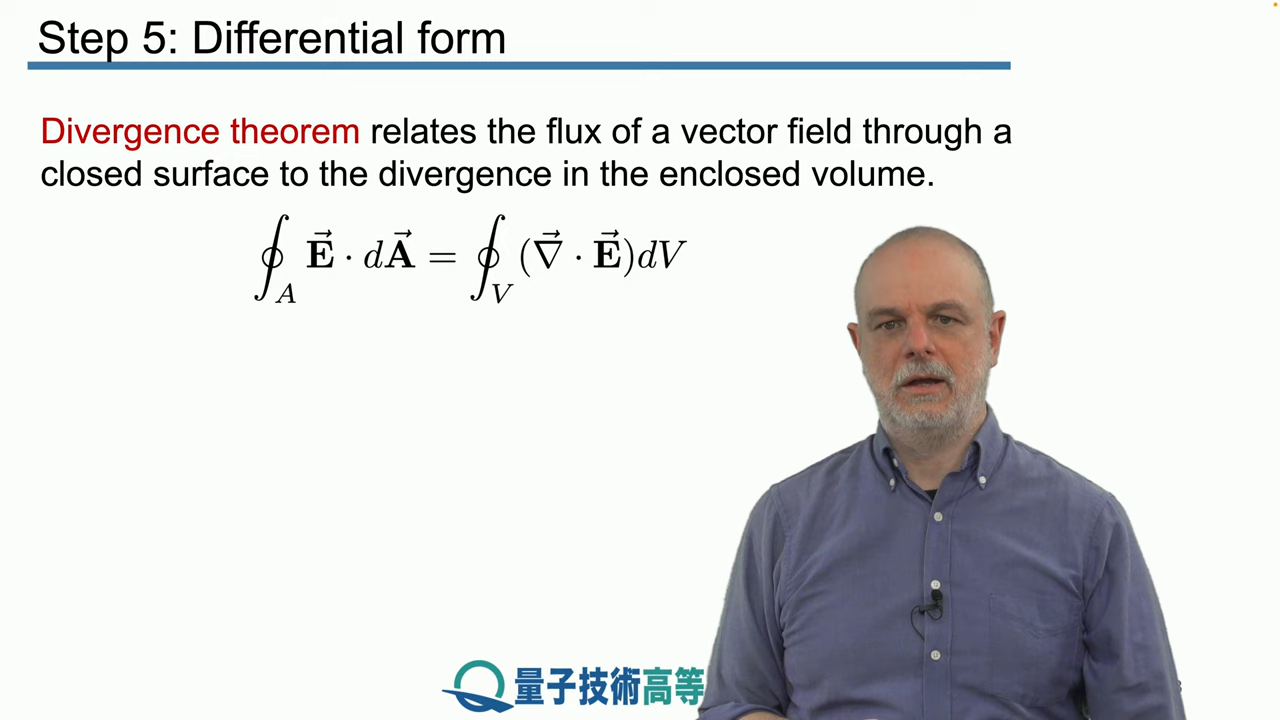 Step 5: Differential form
Divergence theorem relates the flux of a vector field through a
closed surface to the divergence in the enclosed volume.
∮_A E⃗ · dA⃗ = ∮_V (∇⃗ · E⃗)dV
量子技術高等